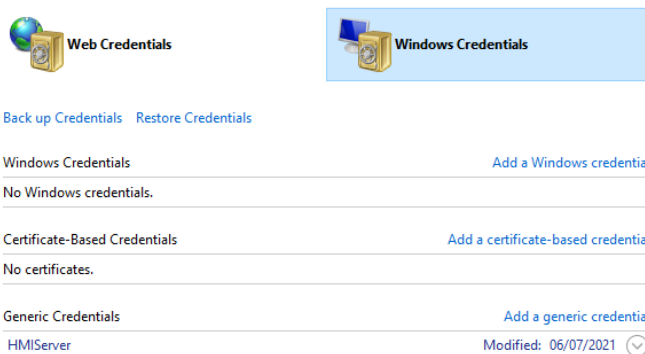 Web Credentials
Windows Credentials
Back up Credentials Restore Credentials
Windows Credentials Add a Windows credentia
No Windows credentials.
Certificate-Based Credentials Add a certificate-based credentia
No certificates.
Generic Credentials Add a generic credentia
HMIServer Modified: 06/07/2021